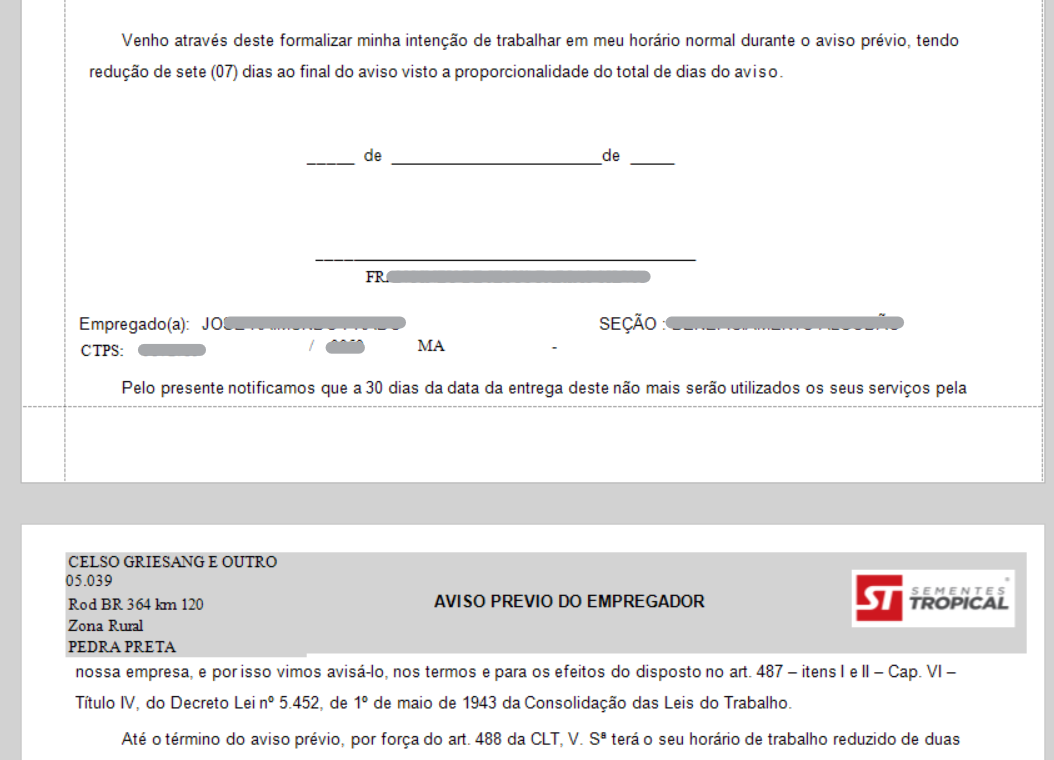 Venho através deste formalizar minha intenção de trabalhar em meu horário normal durante o aviso prévio, tendo
redução de sete (07) dias ao final do aviso visto a proporcionalidade do total de dias do aviso.
_____ de ______________________de _____
________________________________________
FR
Empregado(a): JO SEÇÃO :
CTPS: / MA -
Pelo presente notificamos que a 30 dias da data da entrega deste não mais serão utilizados os seus serviços pela
CELSO GRIESANG E OUTRO
05.039
Rod BR 364 km 120
Zona Rural
PEDRA PRETA
AVISO PREVIO DO EMPREGADOR
ST SEMENTES
TROPICAL
nossa empresa, e por isso vimos avisá-lo, nos termos e para os efeitos do disposto no art. 487 – itens I e II – Cap. VI –
Título IV, do Decreto Lei nº 5.452, de 1º de maio de 1943 da Consolidação das Leis do Trabalho.
Até o término do aviso prévio, por força do art. 488 da CLT, V. Sª terá o seu horário de trabalho reduzido de duas